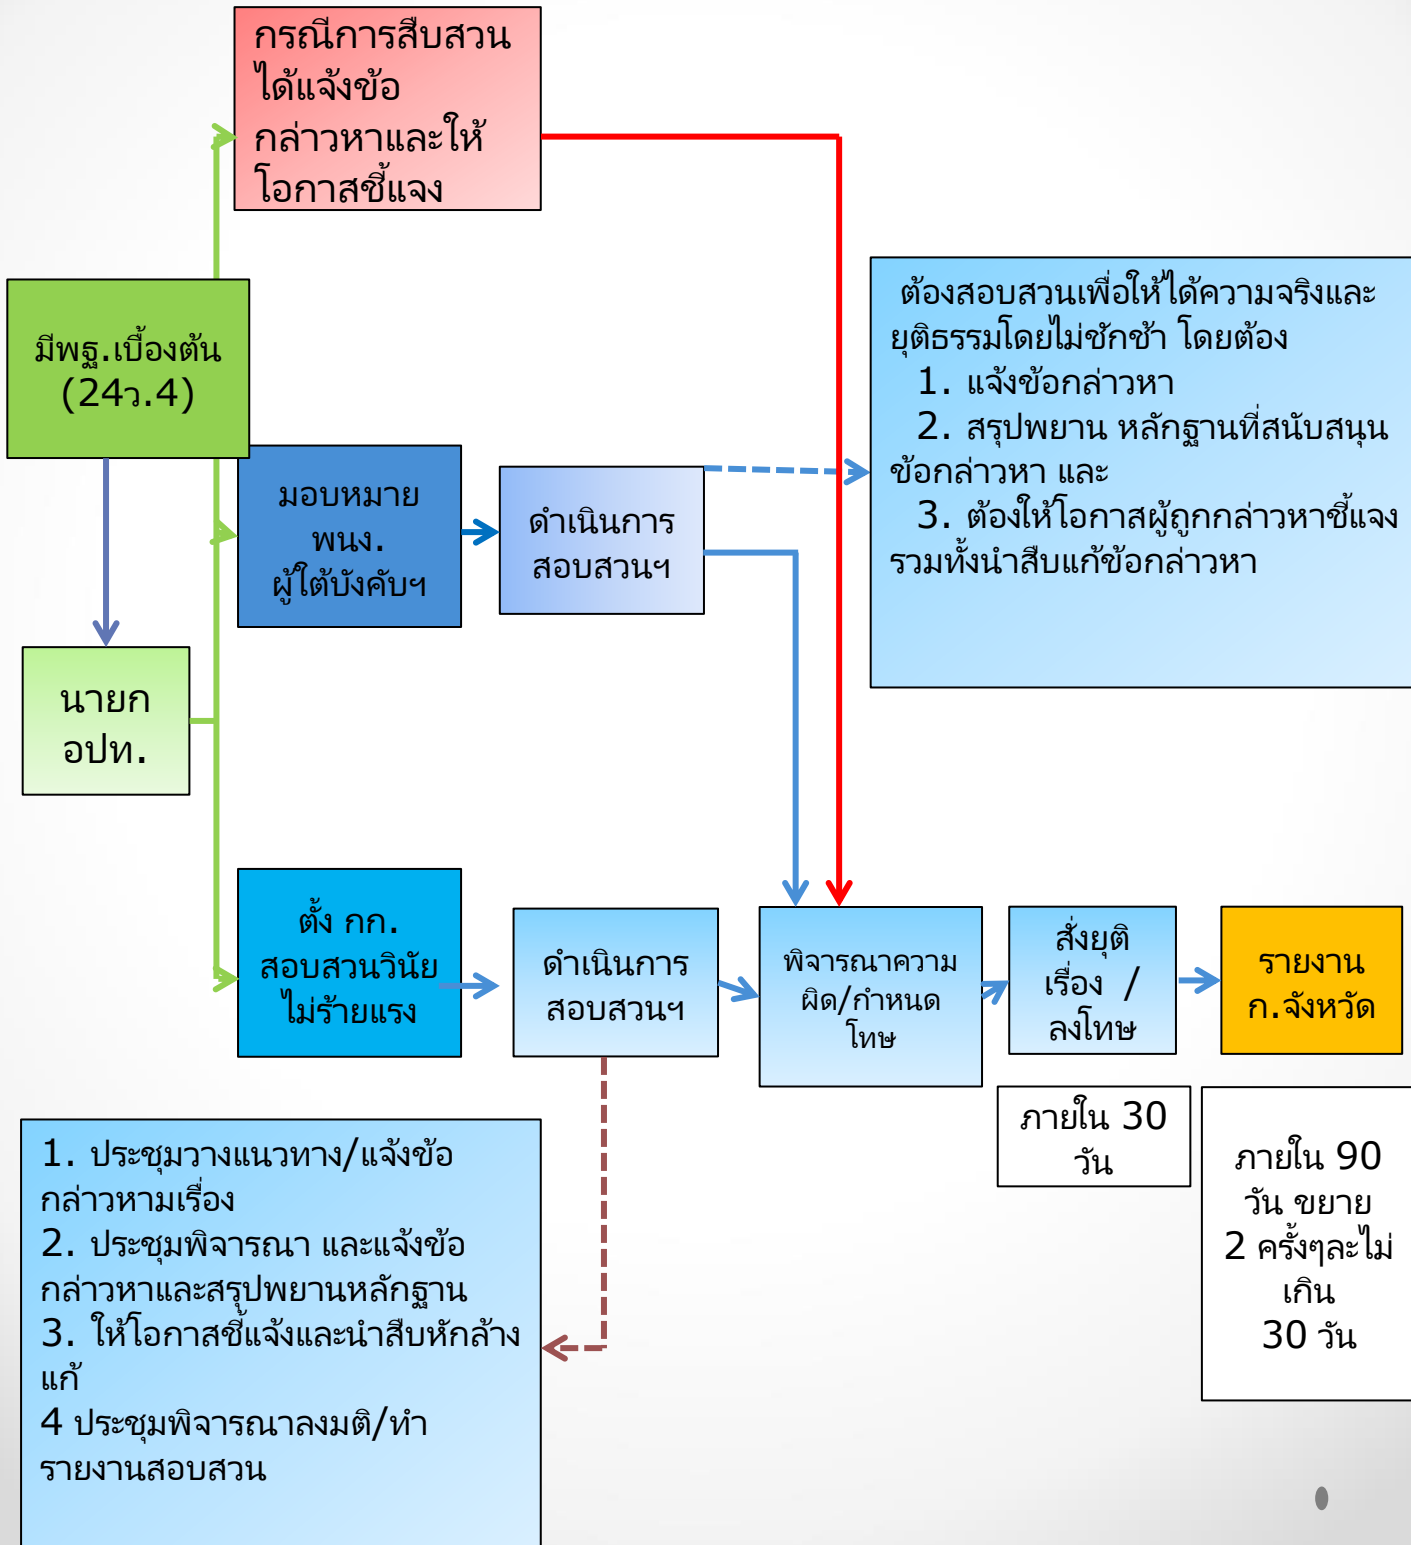 กรณีการสืบสวน
ได้แจ้งข้อ
กล่าวหาและให้
โอกาสชี้แจง
มีพฐ.เบื้องต้น
(24ว.4)
ต้องสอบสวนเพื่อให้ได้ความจริงและ
ยุติธรรมโดยไม่ชักช้า โดยต้อง
1. แจ้งข้อกล่าวหา
2. สรุปพยาน หลักฐานที่สนับสนุน
ข้อกล่าวหา และ
3. ต้องให้โอกาสผู้ถูกกล่าวหาชี้แจง
รวมทั้งนำสืบแก้ข้อกล่าวหา
มอบหมาย
พนง.
ผู้ใต้บังคับฯ
ดำเนินการ
สอบสวนฯ
นายก
อปท.
ตั้ง กก.
สอบสวนวินัย
ไม่ร้ายแรง
ดำเนินการ
สอบสวนฯ
พิจารณาความ
ผิด/กำหนด
โทษ
สั่งยุติ
เรื่อง /
ลงโทษ
รายงาน
ก.จังหวัด
ภายใน 30
วัน
ภายใน 90
วัน ขยาย
2 ครั้งๆละไม่
เกิน
30 วัน
1. ประชุมวางแนวทาง/แจ้งข้อ
กล่าวหามเรื่อง
2. ประชุมพิจารณา และแจ้งข้อ
กล่าวหาและสรุปพยานหลักฐาน
3. ให้โอกาสชี้แจ้งและนำสืบหักล้าง
แก้
4 ประชุมพิจารณาลงมติ/ทำ
รายงานสอบสวน